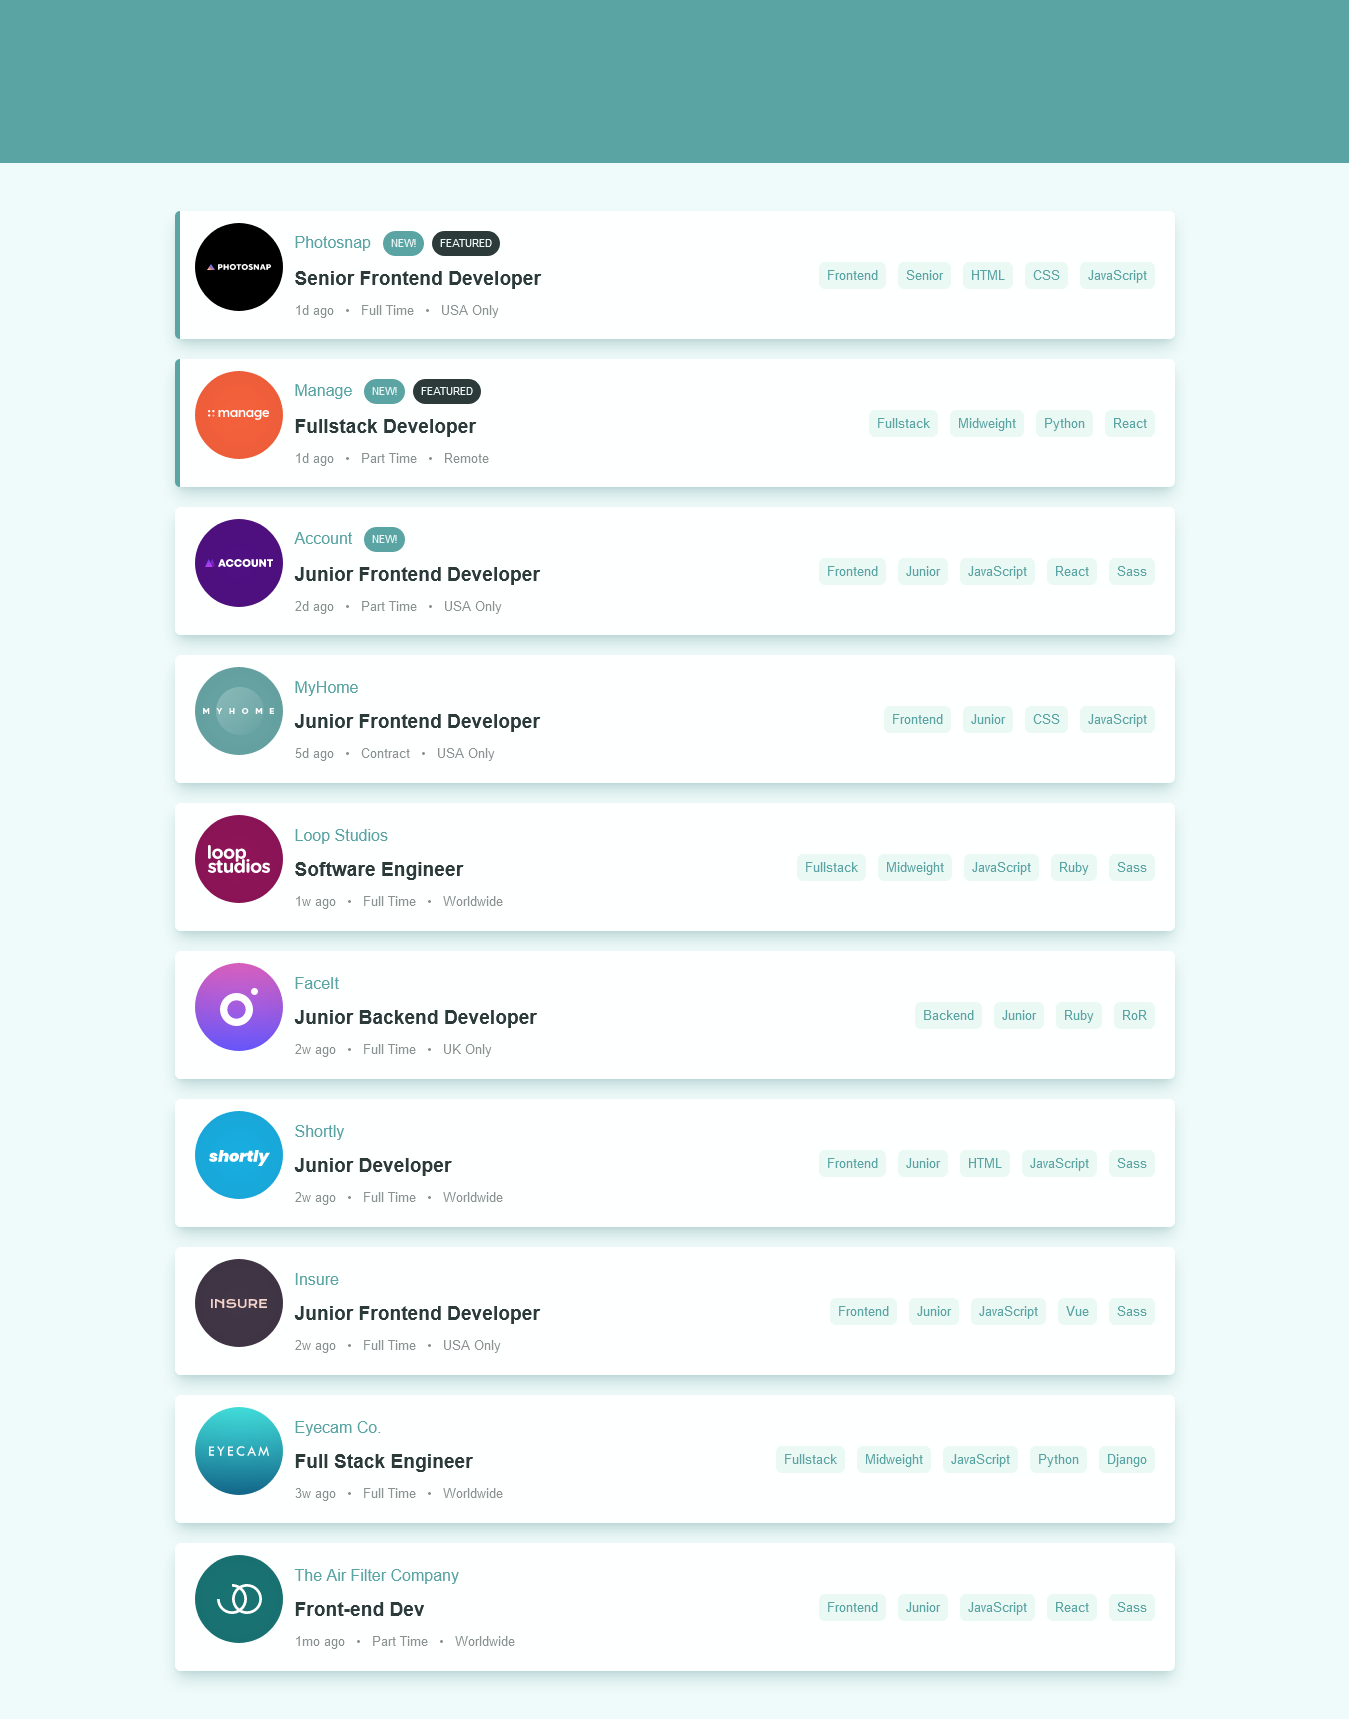 PHOTOSNAP
Photosnap NEW! FEATURED
Senior Frontend Developer
1d ago • Full Time • USA Only
Frontend Senior HTML CSS JavaScript
manage
Manage NEW! FEATURED
Fullstack Developer
1d ago • Part Time • Remote
Fullstack Midweight Python React
ACCOUNT
Account NEW!
Junior Frontend Developer
2d ago • Part Time • USA Only
Frontend Junior JavaScript React Sass
MYHOME
MyHome
Junior Frontend Developer
5d ago • Contract • USA Only
Frontend Junior CSS JavaScript
loop
studios
Loop Studios
Software Engineer
1w ago • Full Time • Worldwide
Fullstack Midweight JavaScript Ruby Sass
FaceIt
Junior Backend Developer
2w ago • Full Time • UK Only
Backend Junior Ruby RoR
shortly
Shortly
Junior Developer
2w ago • Full Time • Worldwide
Frontend Junior HTML JavaScript Sass
INSURE
Insure
Junior Frontend Developer
2w ago • Full Time • USA Only
Frontend Junior JavaScript Vue Sass
EYECAM
Eyecam Co.
Full Stack Engineer
3w ago • Full Time • Worldwide
Fullstack Midweight JavaScript Python Django
The Air Filter Company
Front-end Dev
1mo ago • Part Time • Worldwide
Frontend Junior JavaScript React Sass